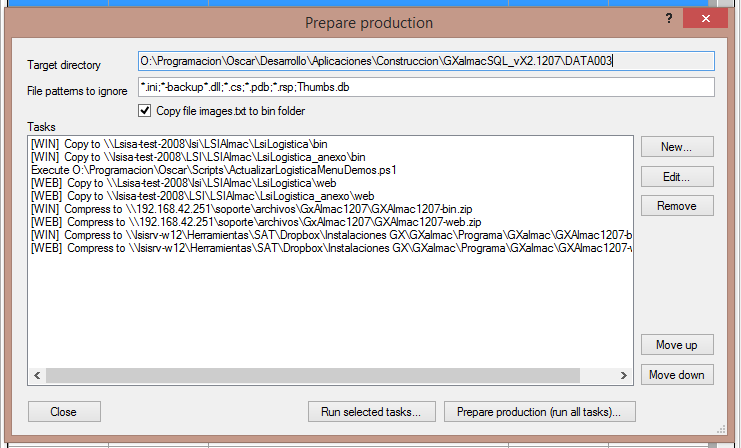 Prepare production
?
Target directory
O:\Programacion\Oscar\Desarrollo\Aplicaciones\Construccion\GXalmacSQL_vX2.1207\DATA003
File patterns to ignore
*.ini;*-backup*.dll;*.cs;*.pdb;*.rsp;Thumbs.db
Copy file images.txt to bin folder
Tasks
[WIN] Copy to \\Lsisa-test-2008\lsi\LSIAlmac\LsiLogistica\bin
[WIN] Copy to \\lsisa-test-2008\LSI\LSIAlmac\LsiLogistica_anexo\bin
Execute O:\Programacion\Oscar\Scripts\ActualizarLogisticaMenuDemos.ps1
[WEB] Copy to \\Lsisa-test-2008\lsi\LSIAlmac\LsiLogistica\web
[WEB] Copy to \\lsisa-test-2008\LSI\LSIAlmac\LsiLogistica_anexo\web
[WIN] Compress to \\192.168.42.251\soporte\archivos\GxAlmac1207\GXAlmac1207-bin.zip
[WEB] Compress to \\192.168.42.251\soporte\archivos\GxAlmac1207\GXAlmac1207-web.zip
[WIN] Compress to \\lsisrv-w12\Herramientas\SAT\Dropbox\Instalaciones GX\GXalmac\Programa\GXAlmac\GXAlmac1207-b
[WEB] Compress to \\lsisrv-w12\Herramientas\SAT\Dropbox\Instalaciones GX\GXalmac\Programa\GXAlmac\GXAlmac1207-w
New...
Edit...
Remove
Move up
Move down
Close
Run selected tasks...
Prepare production (run all tasks)...